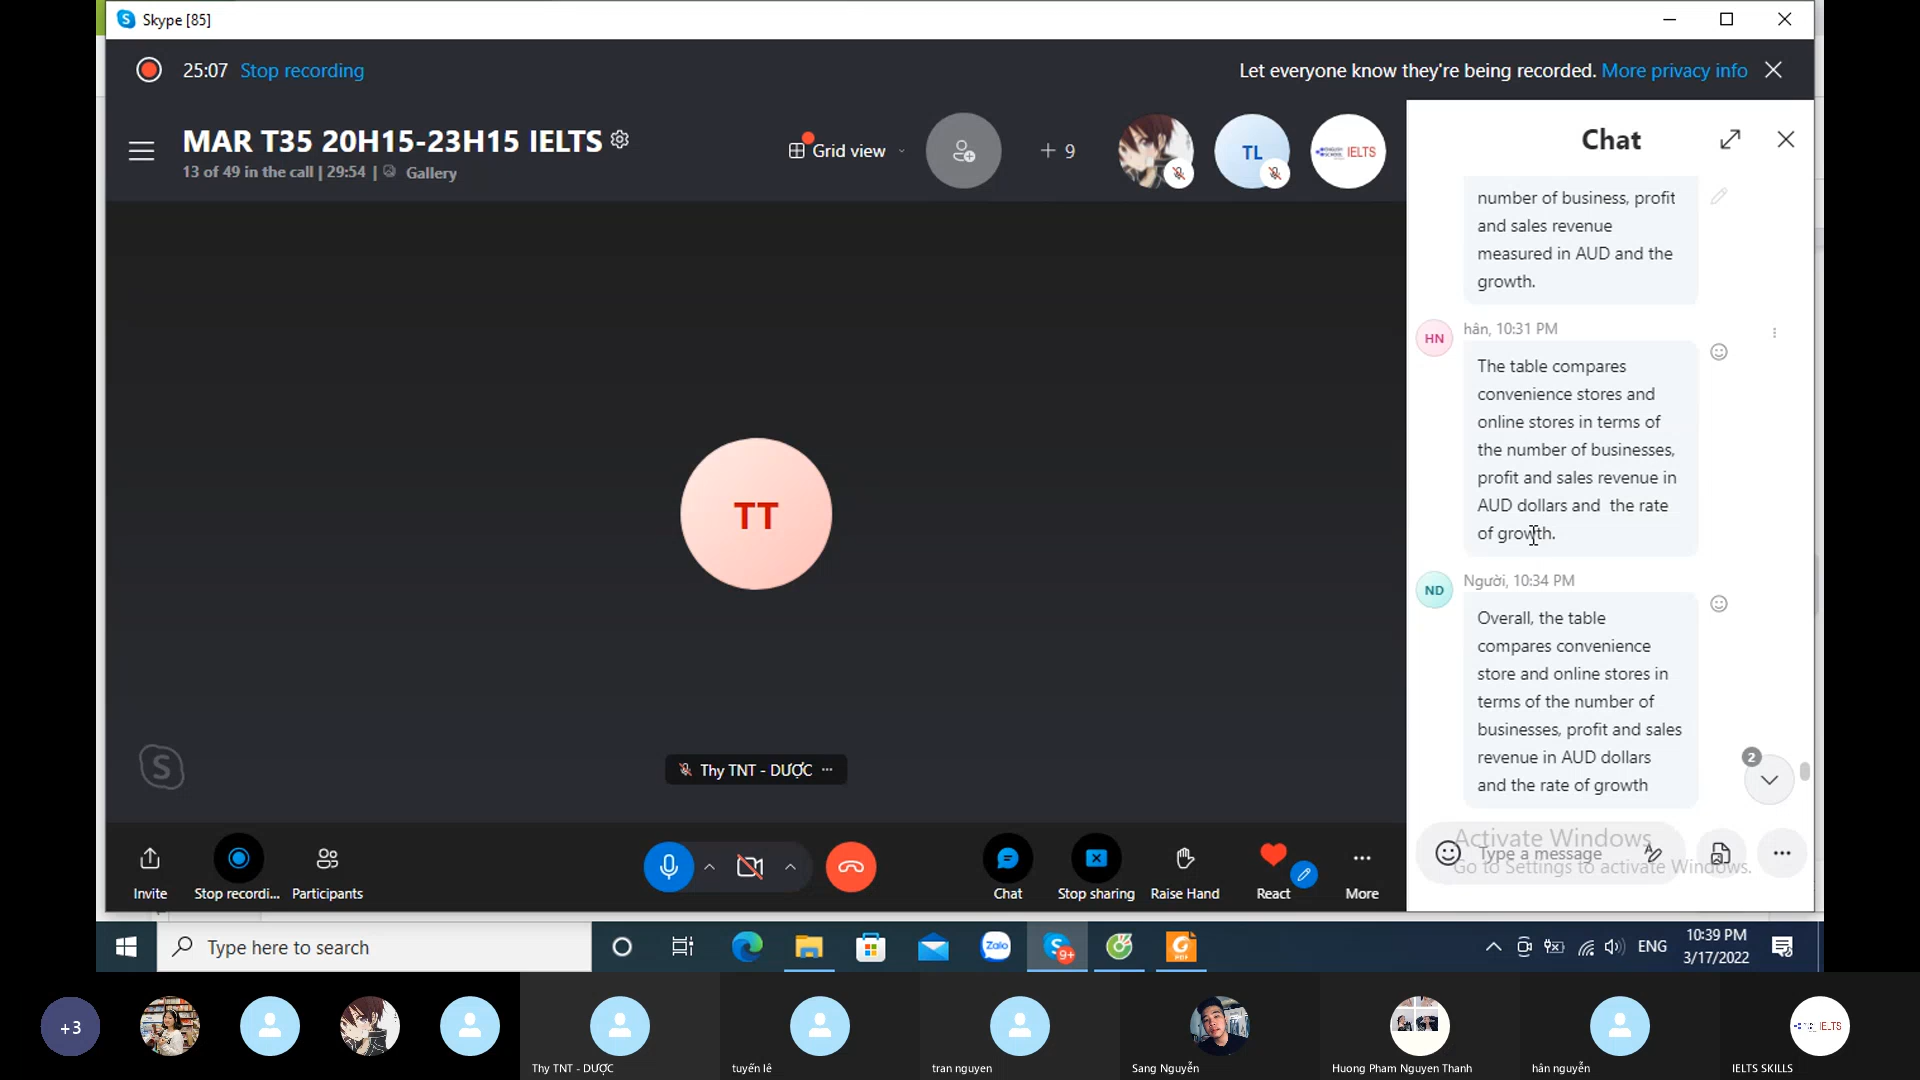 Skype [85]
25:07 Stop recording
Let everyone know they're being recorded. More privacy info
MAR T35 20H15-23H15 IELTS
13 of 49 in the call | 29:54 | Gallery
Grid view
+ 9
TL
ENGLISH SCHOOL IELTS
Chat
number of business, profit
and sales revenue
measured in AUD and the
growth.
HN
hân, 10:31 PM
The table compares
convenience stores and
online stores in terms of
the number of businesses,
profit and sales revenue in
AUD dollars and the rate
of growth.
ND
Người, 10:34 PM
Overall, the table
compares convenience
store and online stores in
terms of the number of
businesses, profit and sales
revenue in AUD dollars
and the rate of growth
2
TT
Thy TNT - DƯỢC ...
S
Activate Windows
Type a message
Go to Settings to activate Windows.
Invite
Stop recordi...
Participants
Chat
Stop sharing
Raise Hand
React
More
Type here to search
Zalo
S
9+
PDF
ENG
10:39 PM
3/17/2022
+3
Thy TNT - DƯỢC
tuyến lê
tran nguyen
Sang Nguyễn
Huong Pham Nguyen Thanh
hân nguyễn
IELTS SKILLS